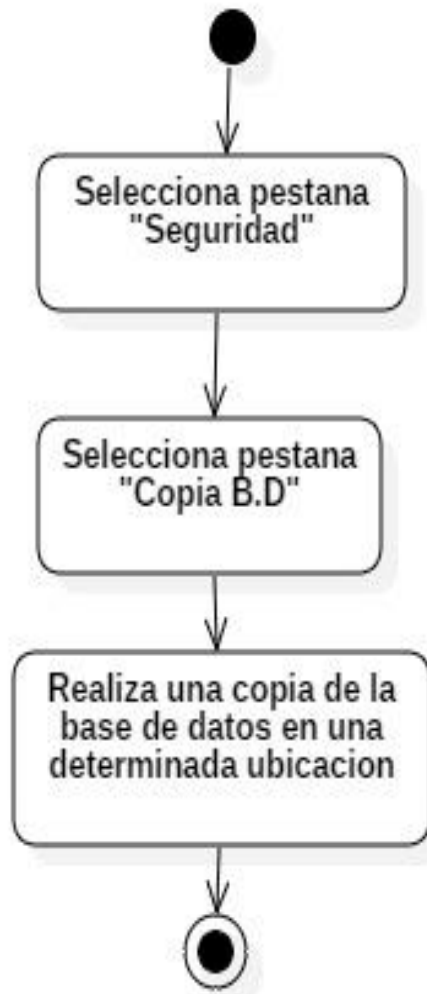 Selecciona pestana
"Seguridad"
Selecciona pestana
"Copia B.D"
Realiza una copia de la
base de datos en una
determinada ubicacion